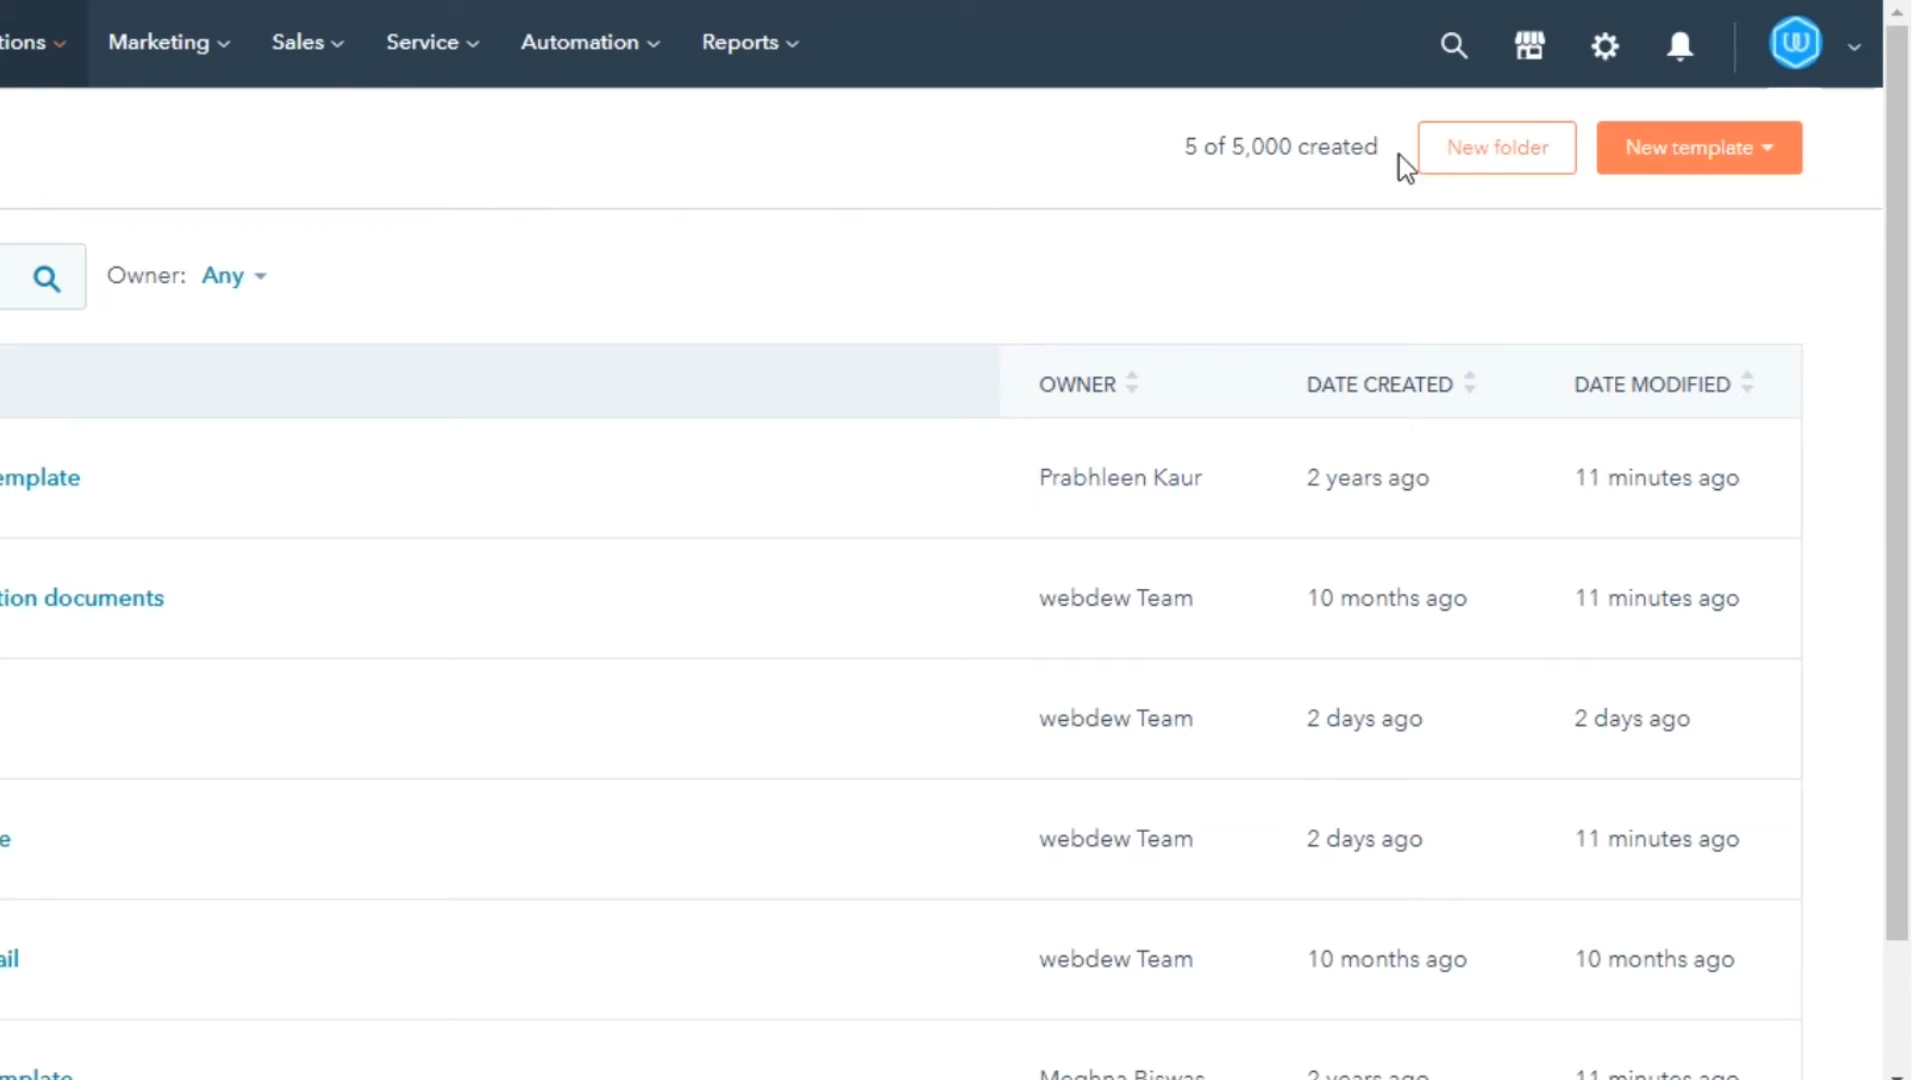 tions Marketing Sales Service Automation Reports
5 of 5,000 created New folder New template
Owner: Any
OWNER DATE CREATED DATE MODIFIED
emplate Prabhleen Kaur 2 years ago 11 minutes ago
tion documents webdew Team 10 months ago 11 minutes ago
webdew Team 2 days ago 2 days ago
e webdew Team 2 days ago 11 minutes ago
ail webdew Team 10 months ago 10 months ago
mplate Meghna Biswas 2 years ago 11 minutes ago